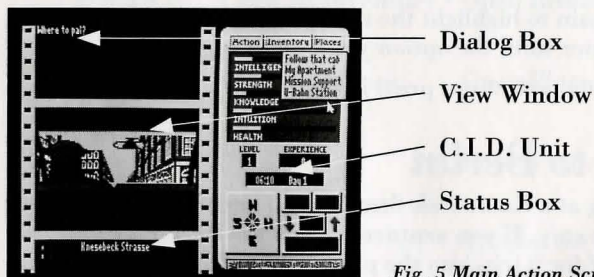 Where to pal?
Action Inventory Places
Follow that cab
My Apartment
Mission Support
U-Bahn Station
STRENGTH
KNOWLEDGE
INTUITION
HEALTH
LEVEL EXPERIENCE
1
06:10 Day 1
Knesebeck Strasse
Dialog Box
View Window
C.I.D. Unit
Status Box
Fig. 5 Main Action